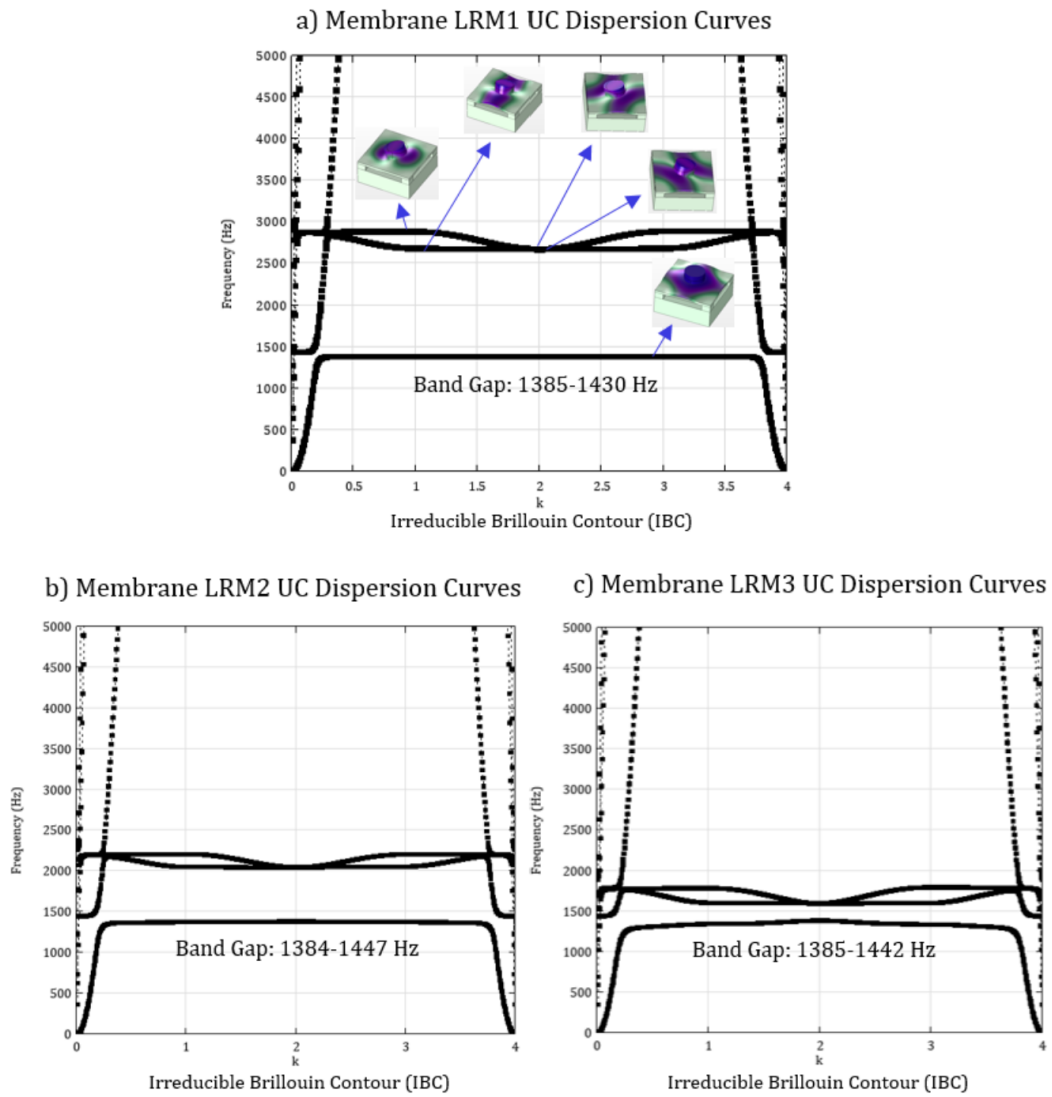 a) Membrane LRM1 UC Dispersion Curves
5000
4500
4000
3500
3000
2500
2000
1500
1000
500
0
Frequency (Hz)
Band Gap: 1385-1430 Hz
0 0.5 1 1.5 2 2.5 3 3.5 4
k
Irreducible Brillouin Contour (IBC)
b) Membrane LRM2 UC Dispersion Curves
5000
4500
4000
3500
3000
2500
2000
1500
1000
500
0
Frequency (Hz)
Band Gap: 1384-1447 Hz
0 1 2 3 4
k
Irreducible Brillouin Contour (IBC)
c) Membrane LRM3 UC Dispersion Curves
5000
4500
4000
3500
3000
2500
2000
1500
1000
500
0
Frequency (Hz)
Band Gap: 1385-1442 Hz
0 1 2 3 4
k
Irreducible Brillouin Contour (IBC)